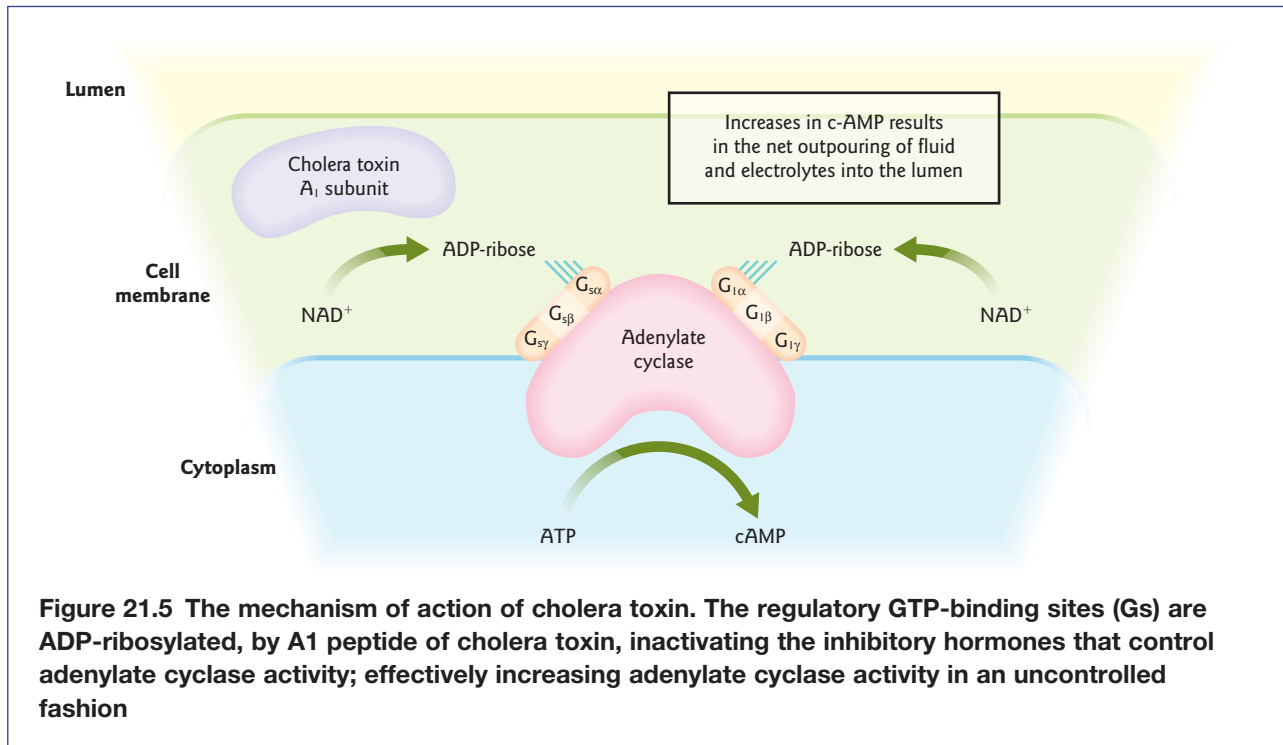 Lumen
Cholera toxin
A₁ subunit
Increases in c-AMP results
in the net outpouring of fluid
and electrolytes into the lumen
Cell
membrane
ADP-ribose
ADP-ribose
NAD⁺
NAD⁺
Gsα
Gsβ
Gsγ
G1α
G1β
G1γ
Adenylate
cyclase
Cytoplasm
ATP
cAMP
Figure 21.5 The mechanism of action of cholera toxin. The regulatory GTP-binding sites (Gs) are
ADP-ribosylated, by A1 peptide of cholera toxin, inactivating the inhibitory hormones that control
adenylate cyclase activity; effectively increasing adenylate cyclase activity in an uncontrolled
fashion